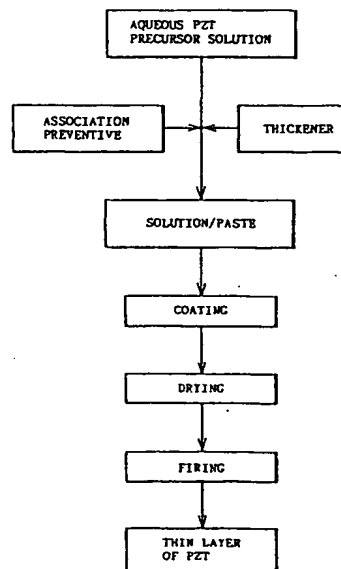 AQUEOUS PZT
PRECURSOR SOLUTION
ASSOCIATION
PREVENTIVE
THICKENER
SOLUTION/PASTE
COATING
DRYING
FIRING
THIN LAYER
OF PZT